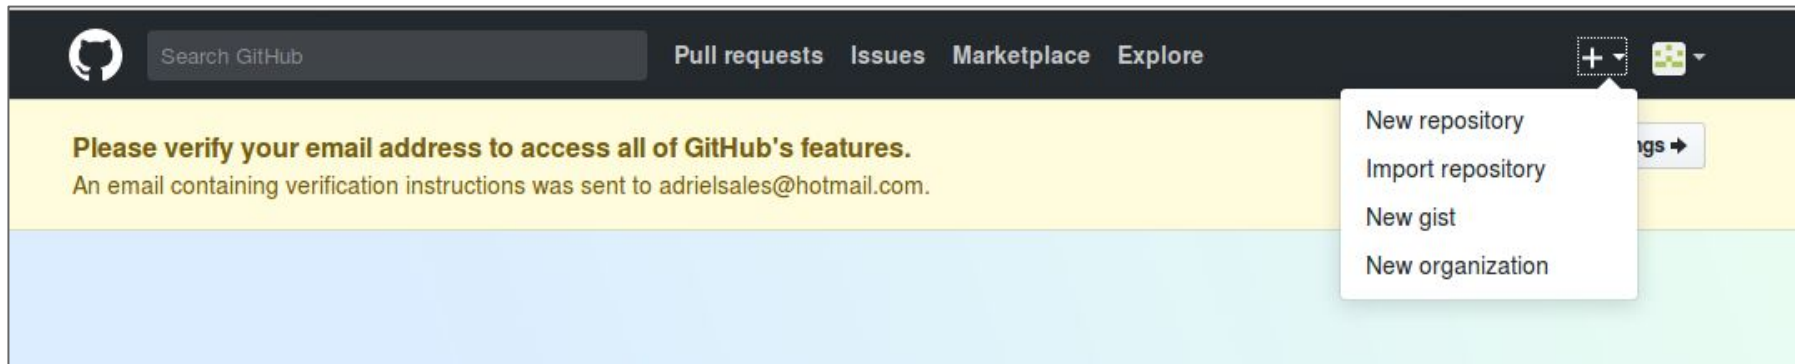 Search GitHub
Pull requests Issues Marketplace Explore
Please verify your email address to access all of GitHub's features.
An email containing verification instructions was sent to adrielsales@hotmail.com.
New repository
Import repository
New gist
New organization